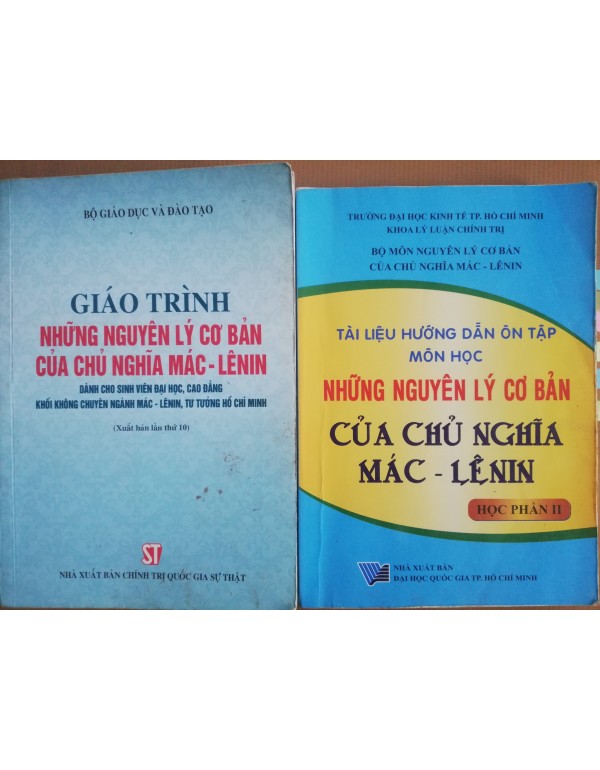 BỘ GIÁO DỤC VÀ ĐÀO TẠO
GIÁO TRÌNH
NHỮNG NGUYÊN LÝ CƠ BẢN
CỦA CHỦ NGHĨA MÁC - LÊNIN
DÀNH CHO SINH VIÊN ĐẠI HỌC, CAO ĐẲNG
KHỐI KHÔNG CHUYÊN NGÀNH MÁC - LÊNIN, TƯ TƯỞNG HỒ CHÍ MINH
(Xuất bản lần thứ 10)
ST
NHÀ XUẤT BẢN CHÍNH TRỊ QUỐC GIA SỰ THẬT
TRƯỜNG ĐẠI HỌC KINH TẾ TP. HỒ CHÍ MINH
KHOA LÝ LUẬN CHÍNH TRỊ
BỘ MÔN NGUYÊN LÝ CƠ BẢN
CỦA CHỦ NGHĨA MÁC - LÊNIN
TÀI LIỆU HƯỚNG DẪN ÔN TẬP
MÔN HỌC
NHỮNG NGUYÊN LÝ CƠ BẢN
CỦA CHỦ NGHĨA
MÁC - LÊNIN
HỌC PHẦN II
NHÀ XUẤT BẢN
ĐẠI HỌC QUỐC GIA TP. HỒ CHÍ MINH